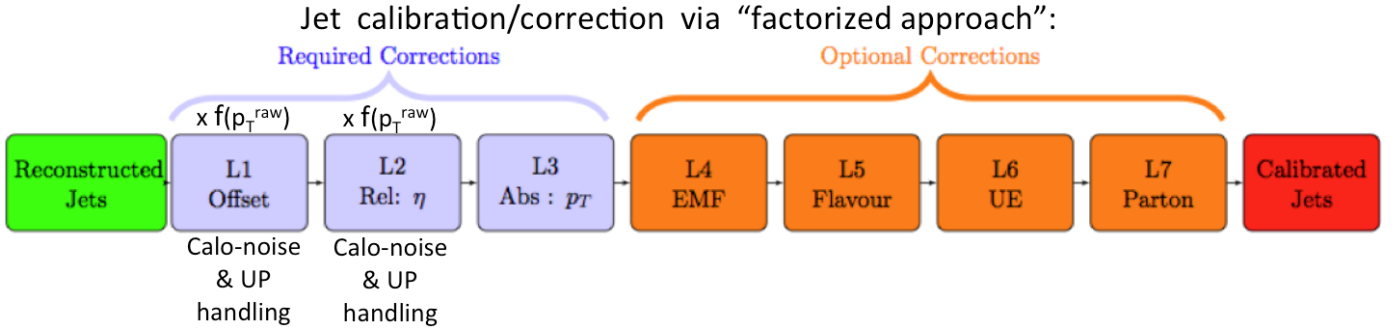 Jet calibration/correction via “factorized approach”:
Required Corrections
Optional Corrections
x f(pTraw)
x f(pTraw)
Reconstructed
Jets
L1
Offset
L2
Rel: η
L3
Abs : pT
L4
EMF
L5
Flavour
L6
UE
L7
Parton
Calibrated
Jets
Calo-noise
& UP
handling
Calo-noise
& UP
handling